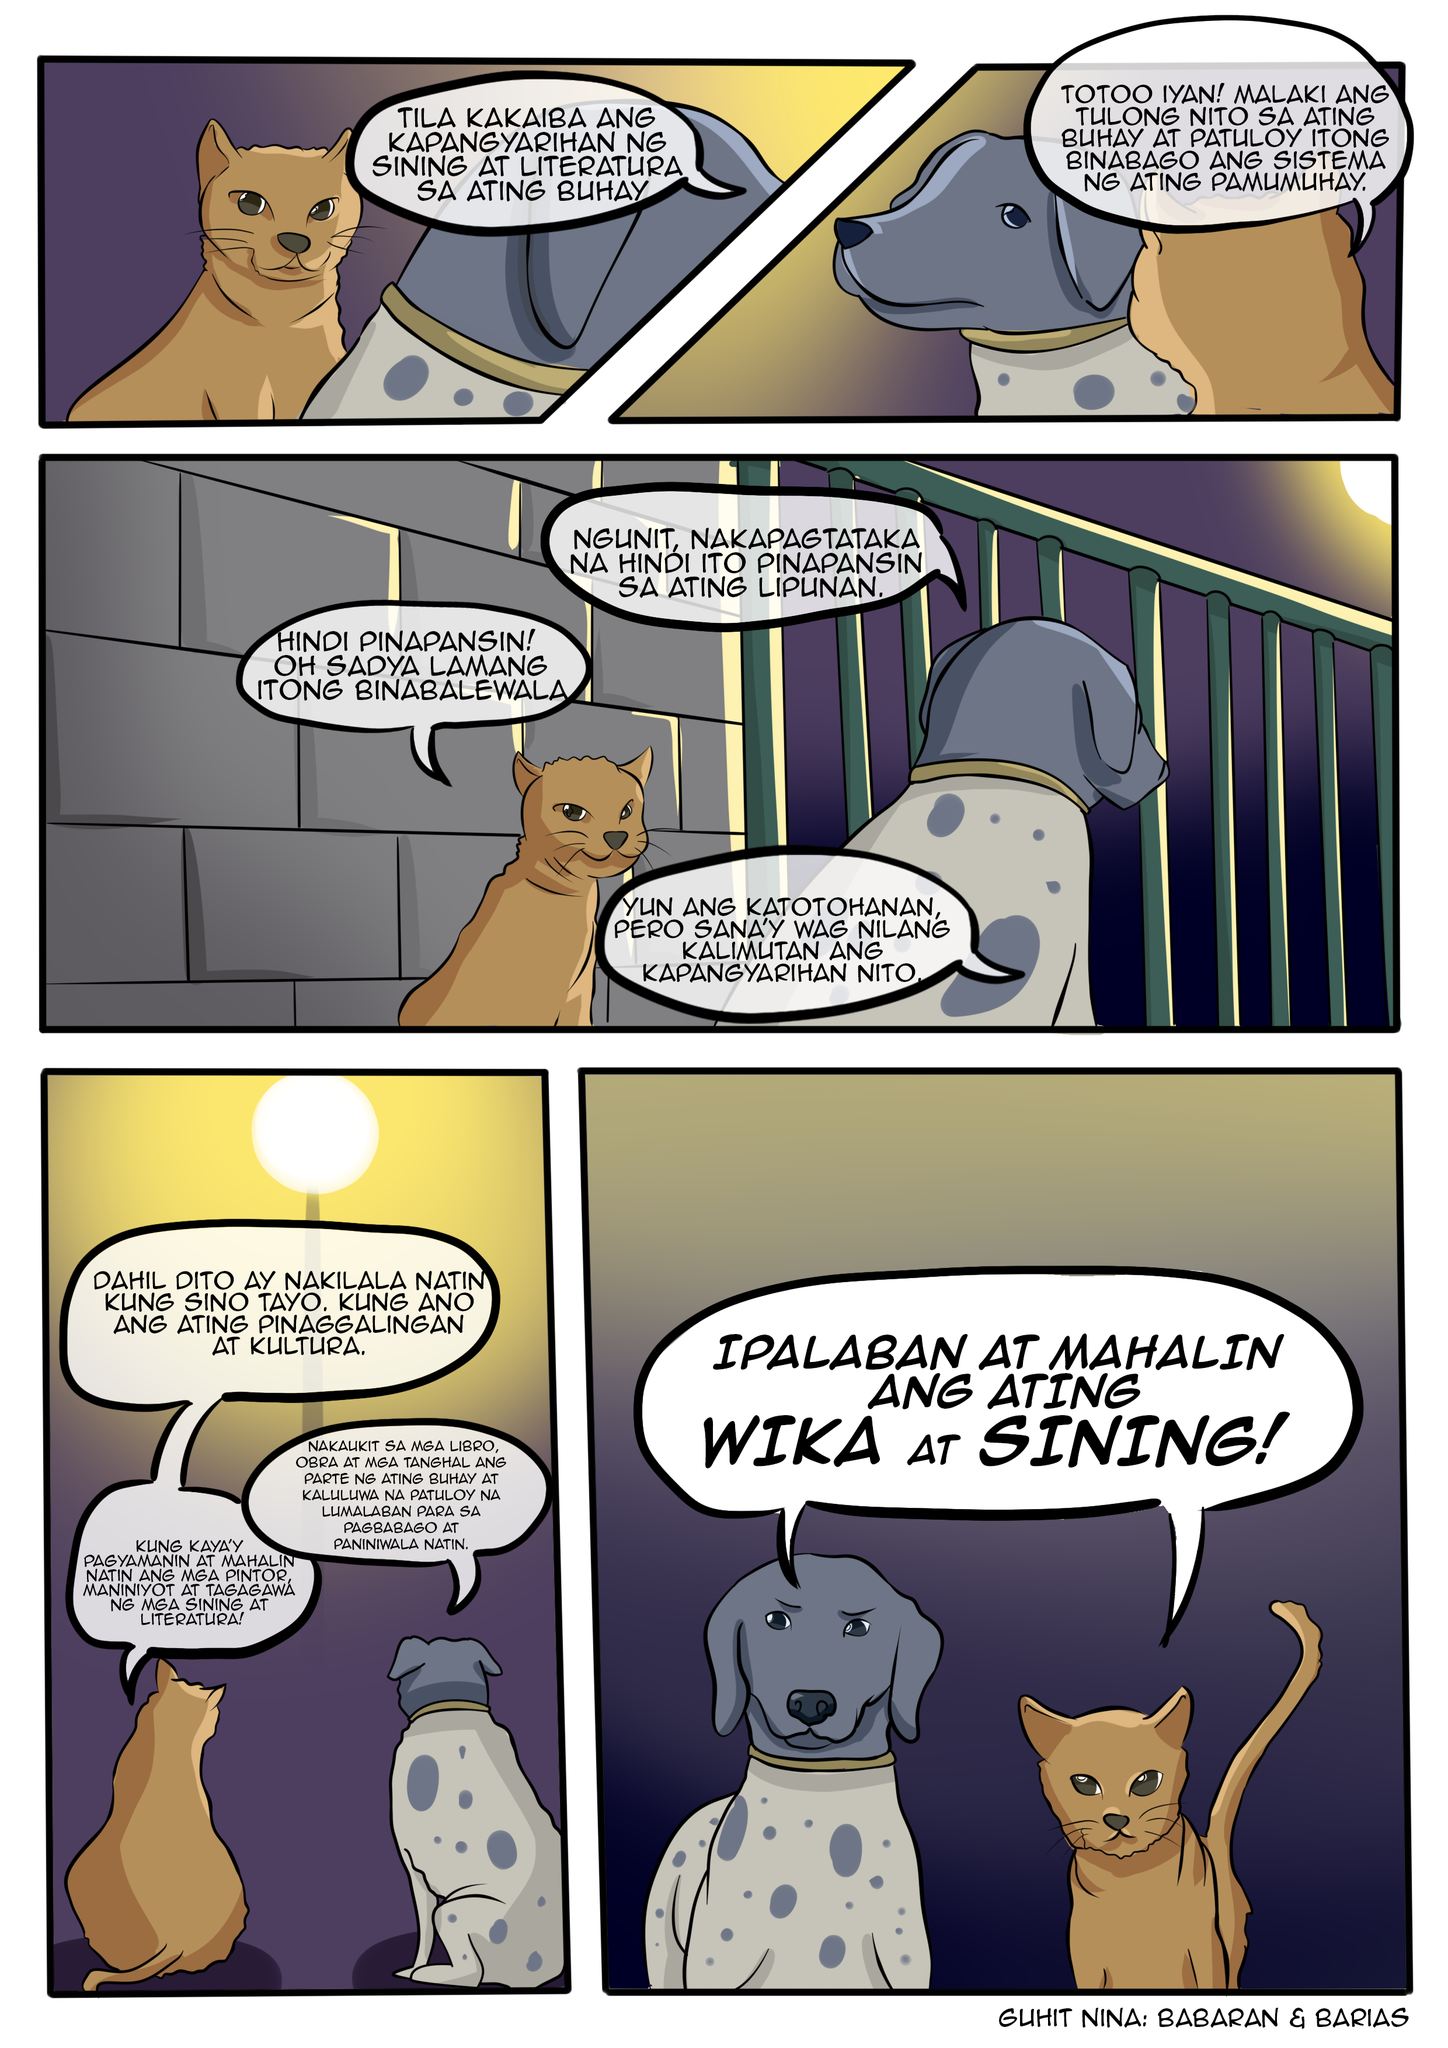 TILA KAKAIBA ANG
KAPANGYARIHAN NG
SINING AT LITERATURA
SA ATING BUHAY
TOTOO IYAN! MALAKI ANG
TULONG NITO SA ATING
BUHAY AT PATULOY ITONG
BINABAGO ANG SISTEMA
NG ATING PAMUMUHAY.
NGUNIT, NAKAPAGTATAKA
NA HINDI ITO PINAPANSIN
SA ATING LIPUNAN.
HINDI PINAPANSIN!
OH SADYA LAMANG
ITONG BINABALEWALA
YUN ANG KATOTOHANAN,
PERO SANA'Y WAG NILANG
KALIMUTAN ANG
KAPANGYARIHAN NITO.
DAHIL DITO AY NAKILALA NATIN
KUNG SINO TAYO. KUNG ANO
ANG ATING PINAGGALINGAN
AT KULTURA.
NAKAUKIT SA MGA LIBRO,
OBRA AT MGA TANGHAL ANG
PARTE NG ATING BUHAY AT
KALULUWA NA PATULOY NA
LUMALABAN PARA SA
PAGBABAGO AT
PANINIWALA NATIN.
KUNG KAYA'Y
PAGYAMANIN AT MAHALIN
NATIN ANG MGA PINTOR,
MANINIYOT AT TAGAGAWA
NG MGA SINING AT
LITERATURA!
IPALABAN AT MAHALIN
ANG ATING
WIKA AT SINING!
GUHIT NINA: BABARAN & BARIAS